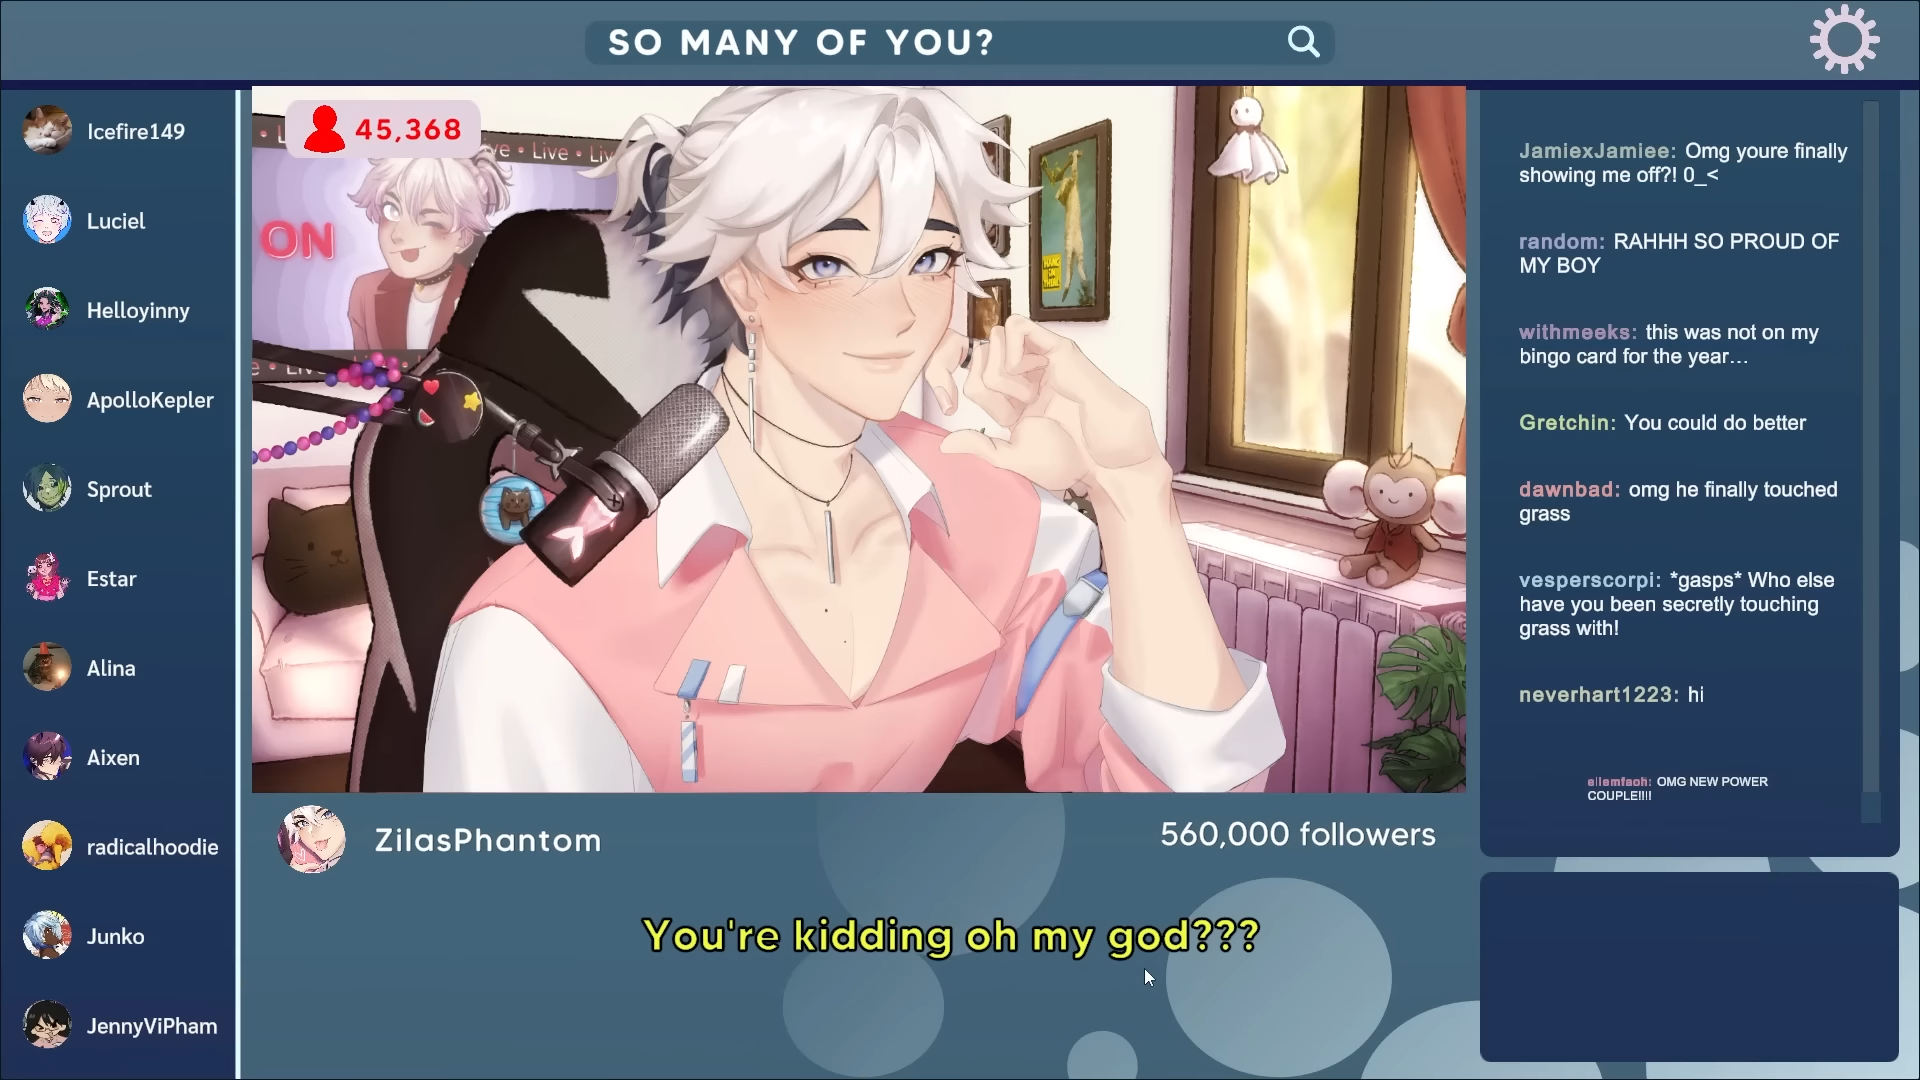 SO MANY OF YOU?
Icefire149
Luciel
Helloyinny
ApolloKepler
Sprout
Estar
Alina
Aixen
radicalhoodie
Junko
JennyViPham
45,368
Live • Liv
ON
HANG
ON
THERE!
ZilasPhantom
560,000 followers
You're kidding oh my god???
JamiexJamiee: Omg youre finally
showing me off?! 0_<
random: RAHHH SO PROUD OF
MY BOY
withmeeks: this was not on my
bingo card for the year...
Gretchin: You could do better
dawnbad: omg he finally touched
grass
vesperscorpi: *gasps* Who else
have you been secretly touching
grass with!
neverhart1223: hi
OMG NEW POWER
COUPLE!!!!